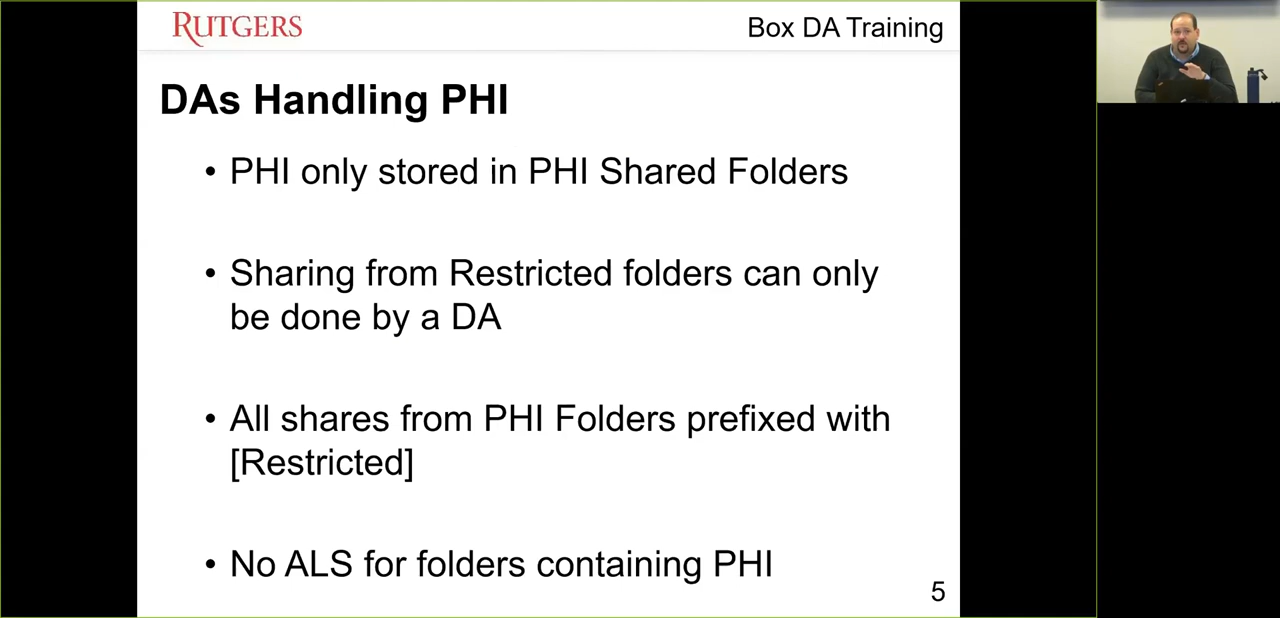 RUTGERS
Box DA Training
DAs Handling PHI
• PHI only stored in PHI Shared Folders
• Sharing from Restricted folders can only
be done by a DA
• All shares from PHI Folders prefixed with
[Restricted]
• No ALS for folders containing PHI
5